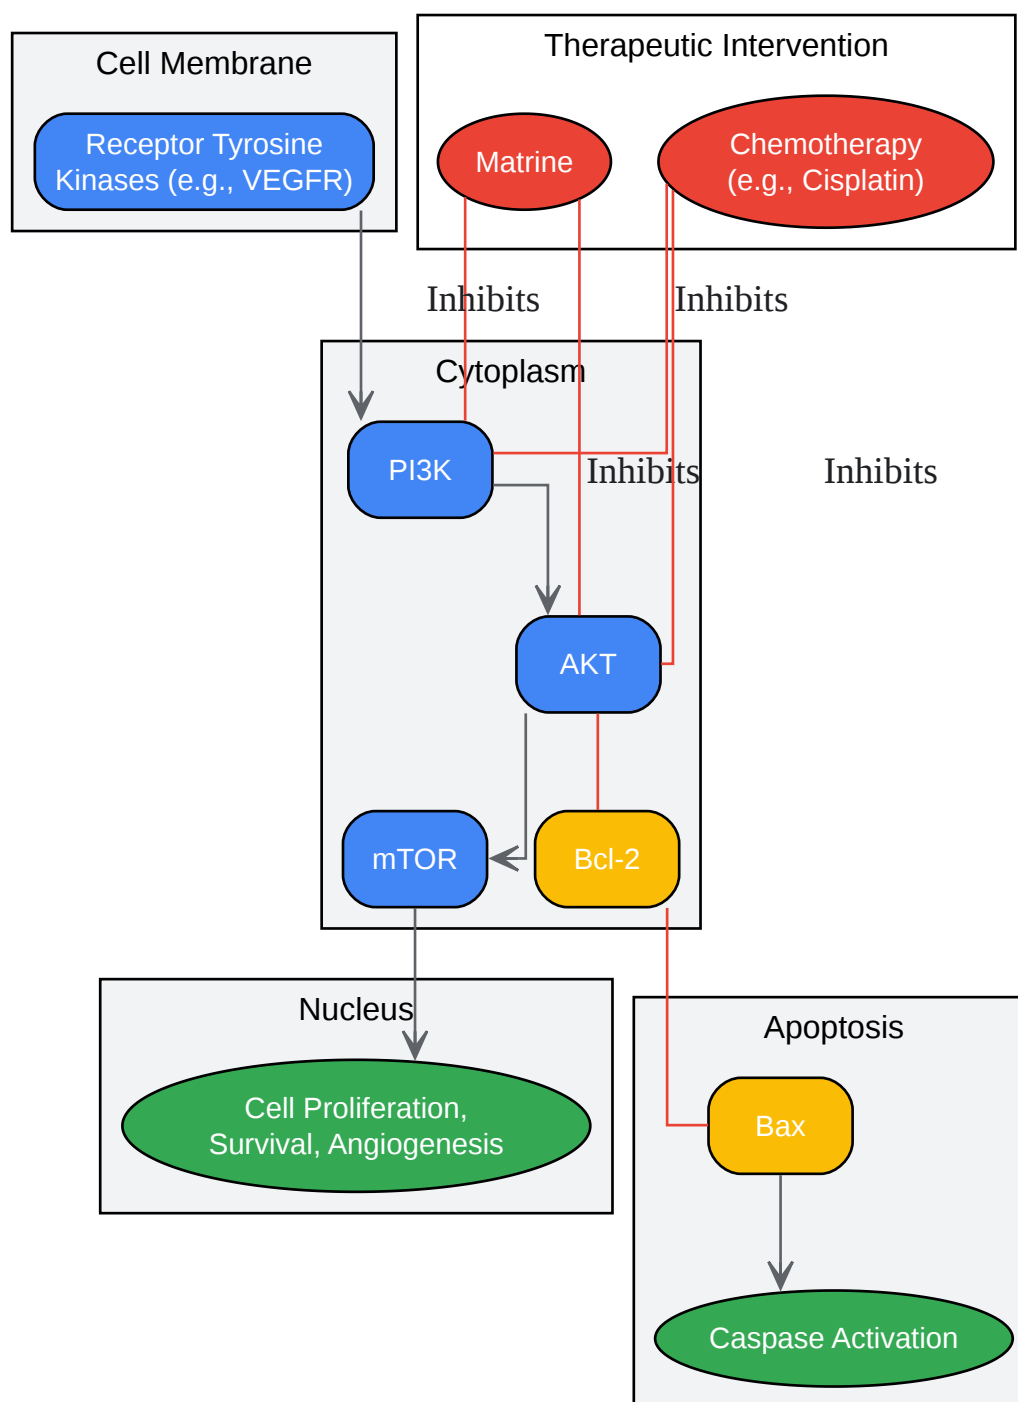 Cell Membrane
Receptor Tyrosine
Kinases (e.g., VEGFR)
Therapeutic Intervention
Matrine
Chemotherapy
(e.g., Cisplatin)
Inhibits
Inhibits
Cytoplasm
PI3K
Inhibits
Inhibits
AKT
mTOR
Bcl-2
Nucleus
Cell Proliferation,
Survival, Angiogenesis
Apoptosis
Bax
Caspase Activation